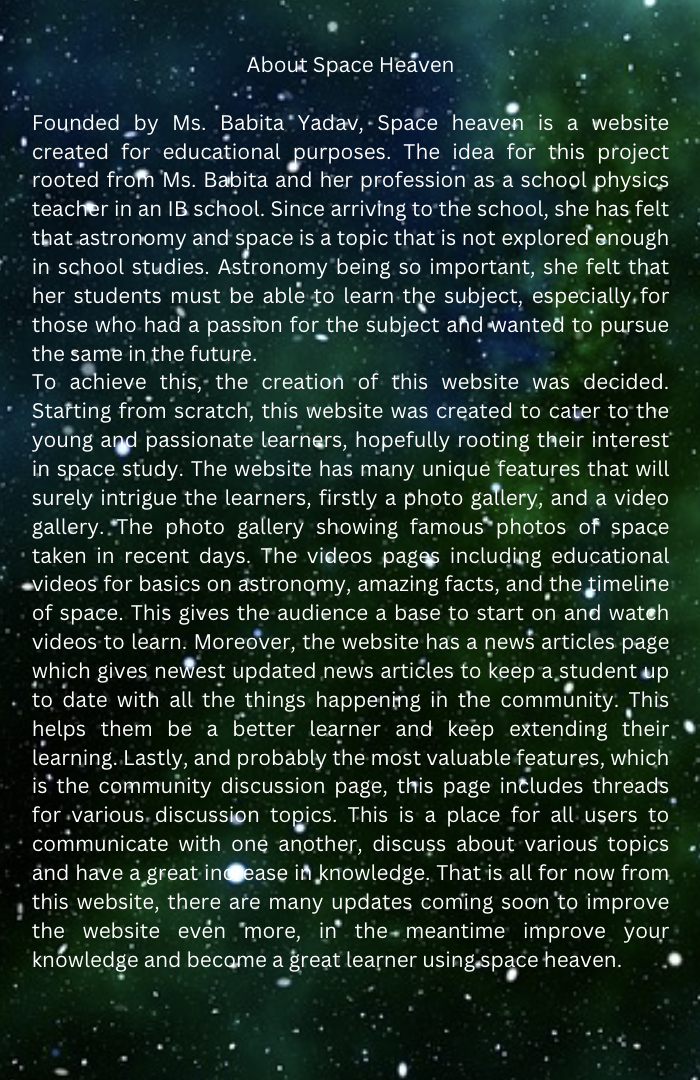 About Space Heaven
Founded by Ms. Babita Yadav, Space heaven is a website
created for educational purposes. The idea for this project
rooted from Ms. Babita and her profession as a school physics
teacher in an IB school. Since arriving to the school, she has felt
that astronomy and space is a topic that is not explored enough
in school studies. Astronomy being so important, she felt that
her students must be able to learn the subject, especially for
those who had a passion for the subject and wanted to pursue
the same in the future.
To achieve this, the creation of this website was decided.
Starting from scratch, this website was created to cater to the
young and passionate learners, hopefully rooting their interest
in space study. The website has many unique features that will
surely intrigue the learners, firstly a photo gallery, and a video
gallery. The photo gallery showing famous photos of space
taken in recent days. The videos pages including educational
videos for basics on astronomy, amazing facts, and the timeline
of space. This gives the audience a base to start on and watch
videos to learn. Moreover, the website has a news articles page
which gives newest updated news articles to keep a student up
to date with all the things happening in the community. This
helps them be a better learner and keep extending their
learning. Lastly, and probably the most valuable features, which
is the community discussion page, this page includes threads
for various discussion topics. This is a place for all users to
communicate with one another, discuss about various topics
and have a great increase in knowledge. That is all for now from
this website, there are many updates coming soon to improve
the website even more, in the meantime improve your
knowledge and become a great learner using space heaven.